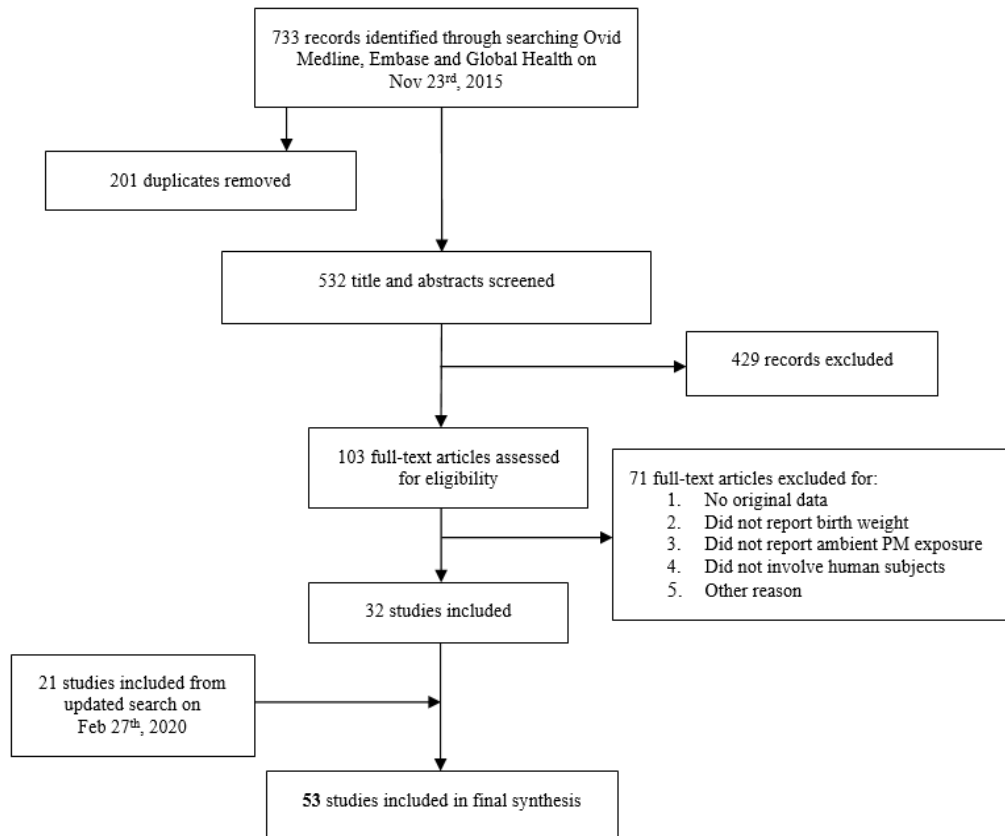 733 records identified through searching Ovid
Medline, Embase and Global Health on
Nov 23rd, 2015
201 duplicates removed
532 title and abstracts screened
429 records excluded
103 full-text articles assessed
for eligibility
71 full-text articles excluded for:
1. No original data
2. Did not report birth weight
3. Did not report ambient PM exposure
4. Did not involve human subjects
5. Other reason
32 studies included
21 studies included from
updated search on
Feb 27th, 2020
53 studies included in final synthesis